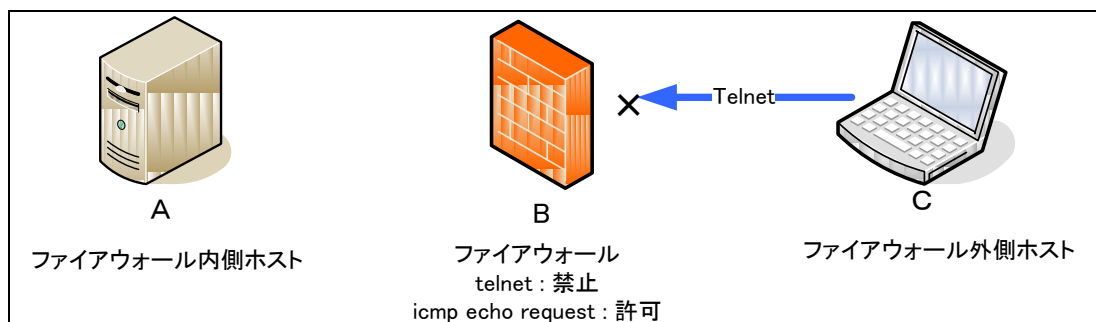 Telnet
×
A
B
C
ファイアウォール内側ホスト
ファイアウォール
telnet : 禁止
icmp echo request : 許可
ファイアウォール外側ホスト